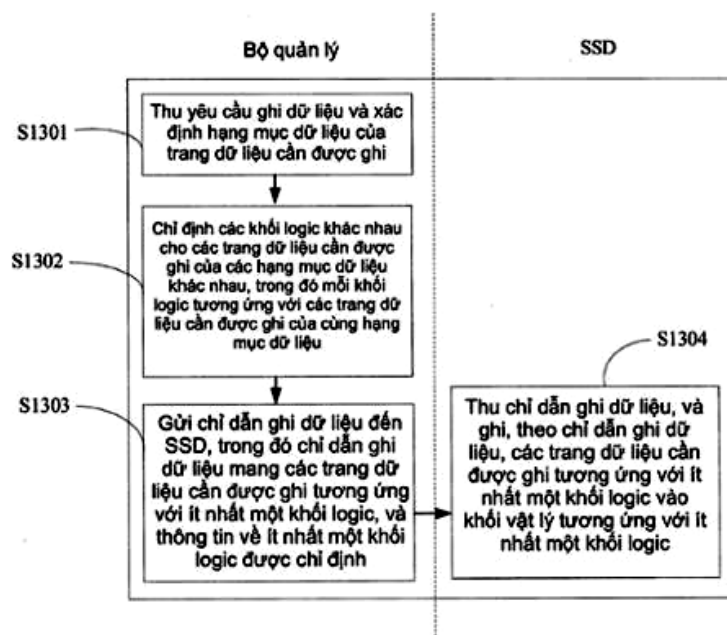 Bộ quản lý
SSD
S1301
Thu yêu cầu ghi dữ liệu và xác
định hạng mục dữ liệu của
trang dữ liệu cần được ghi
S1302
Chỉ định các khối logic khác nhau
cho các trang dữ liệu cần được
ghi của các hạng mục dữ liệu
khác nhau, trong đó mỗi khối
logic tương ứng với các trang dữ
liệu cần được ghi của cùng hạng
mục dữ liệu
S1303
Gửi chỉ dẫn ghi dữ liệu đến
SSD, trong đó chỉ dẫn ghi
dữ liệu mang các trang dữ
liệu cần được ghi tương ứng
với ít nhất một khối logic, và
thông tin về ít nhất một khối
logic được chỉ định
S1304
Thu chỉ dẫn ghi dữ liệu, và
ghi, theo chỉ dẫn ghi dữ
liệu, các trang dữ liệu cần
được ghi tương ứng với ít
nhất một khối logic vào
khối vật lý tương ứng với ít
nhất một khối logic